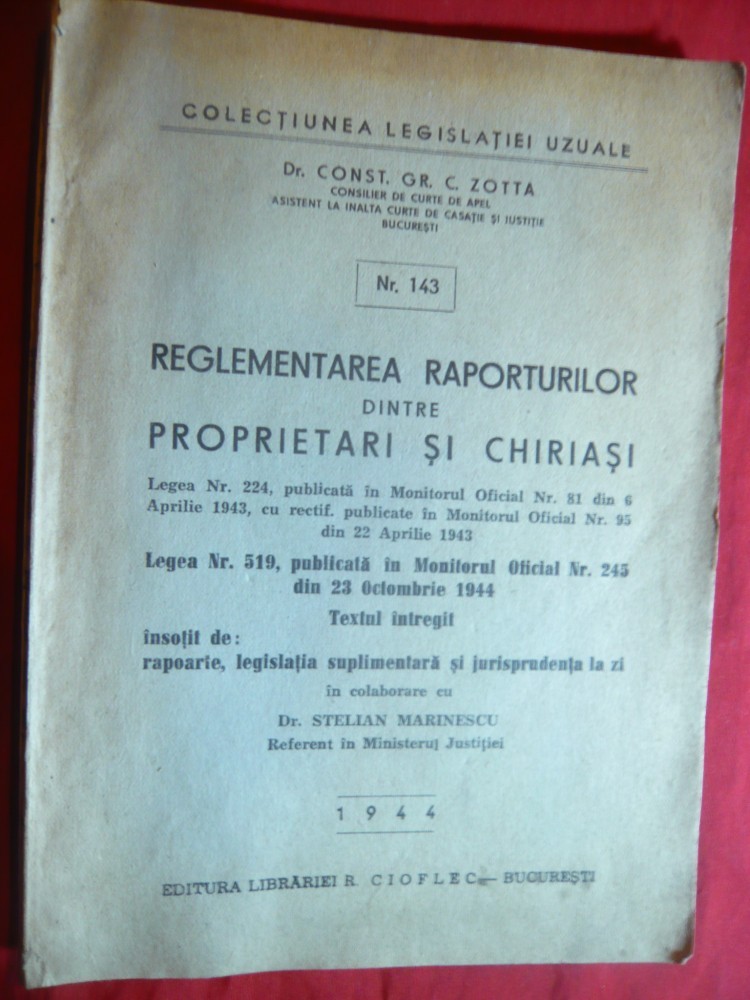 COLECȚIUNEA LEGISLAȚIEI UZUALE
Dr. CONST. GR. C. ZOTTA
CONSILIER DE CURTE DE APEL
ASISTENT LA INALTA CURTE DE CASAȚIE ȘI IUSTIȚIE
BUCUREȘTI
Nr. 143
REGLEMENTAREA RAPORTURILOR
DINTRE
PROPRIETARI ȘI CHIRIAȘI
Legea Nr. 224, publicată în Monitorul Oficial Nr. 81 din 6
Aprilie 1943, cu rectif. publicate în Monitorul Oficial Nr. 95
din 22 Aprilie 1943
Legea Nr. 519, publicată în Monitorul Oficial Nr. 245
din 23 Octombrie 1944
Textul întregit
însoțit de:
rapoarte, legislația suplimentară și jurisprudența la zi
în colaborare cu
Dr. STELIAN MARINESCU
Referent în Ministerul Justiției
1944
EDITURA LIBRĂRIEI R. CIOFLEC — BUCUREȘTI